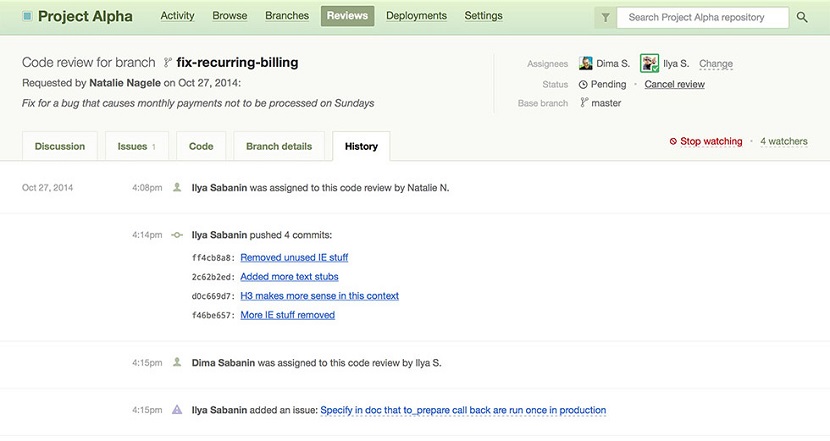 Project Alpha
Activity Browse Branches Reviews Deployments Settings
Search Project Alpha repository
Code review for branch fix-recurring-billing
Requested by Natalie Nagele on Oct 27, 2014:
Fix for a bug that causes monthly payments not to be processed on Sundays
Assignees Dima S. Ilya S. Change
Status Pending · Cancel review
Base branch master
Discussion Issues 1 Code Branch details History
Stop watching · 4 watchers
Oct 27, 2014 4:08pm Ilya Sabanin was assigned to this code review by Natalie N.
4:14pm Ilya Sabanin pushed 4 commits:
ff4cb8a8: Removed unused IE stuff
2c62b2ed: Added more text stubs
d0c669d7: H3 makes more sense in this context
f46be657: More IE stuff removed
4:15pm Dima Sabanin was assigned to this code review by Ilya S.
4:15pm Ilya Sabanin added an issue: Specify in doc that to_prepare call back are run once in production